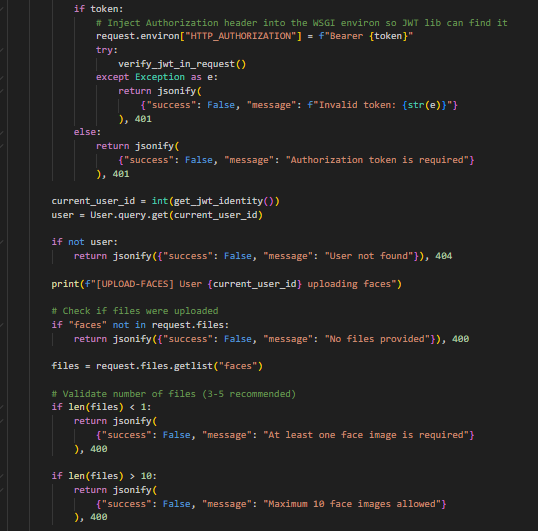 if token:
# Inject Authorization header into the WSGI environ so JWT lib can find it
request.environ["HTTP_AUTHORIZATION"] = f"Bearer {token}"
try:
verify_jwt_in_request()
except Exception as e:
return jsonify(
{"success": False, "message": f"Invalid token: {str(e)}"}
), 401
else:
return jsonify(
{"success": False, "message": "Authorization token is required"}
), 401
current_user_id = int(get_jwt_identity())
user = User.query.get(current_user_id)
if not user:
return jsonify({"success": False, "message": "User not found"}), 404
print(f"[UPLOAD-FACES] User {current_user_id} uploading faces")
# Check if files were uploaded
if "faces" not in request.files:
return jsonify({"success": False, "message": "No files provided"}), 400
files = request.files.getlist("faces")
# Validate number of files (3-5 recommended)
if len(files) < 1:
return jsonify(
{"success": False, "message": "At least one face image is required"}
), 400
if len(files) > 10:
return jsonify(
{"success": False, "message": "Maximum 10 face images allowed"}
), 400